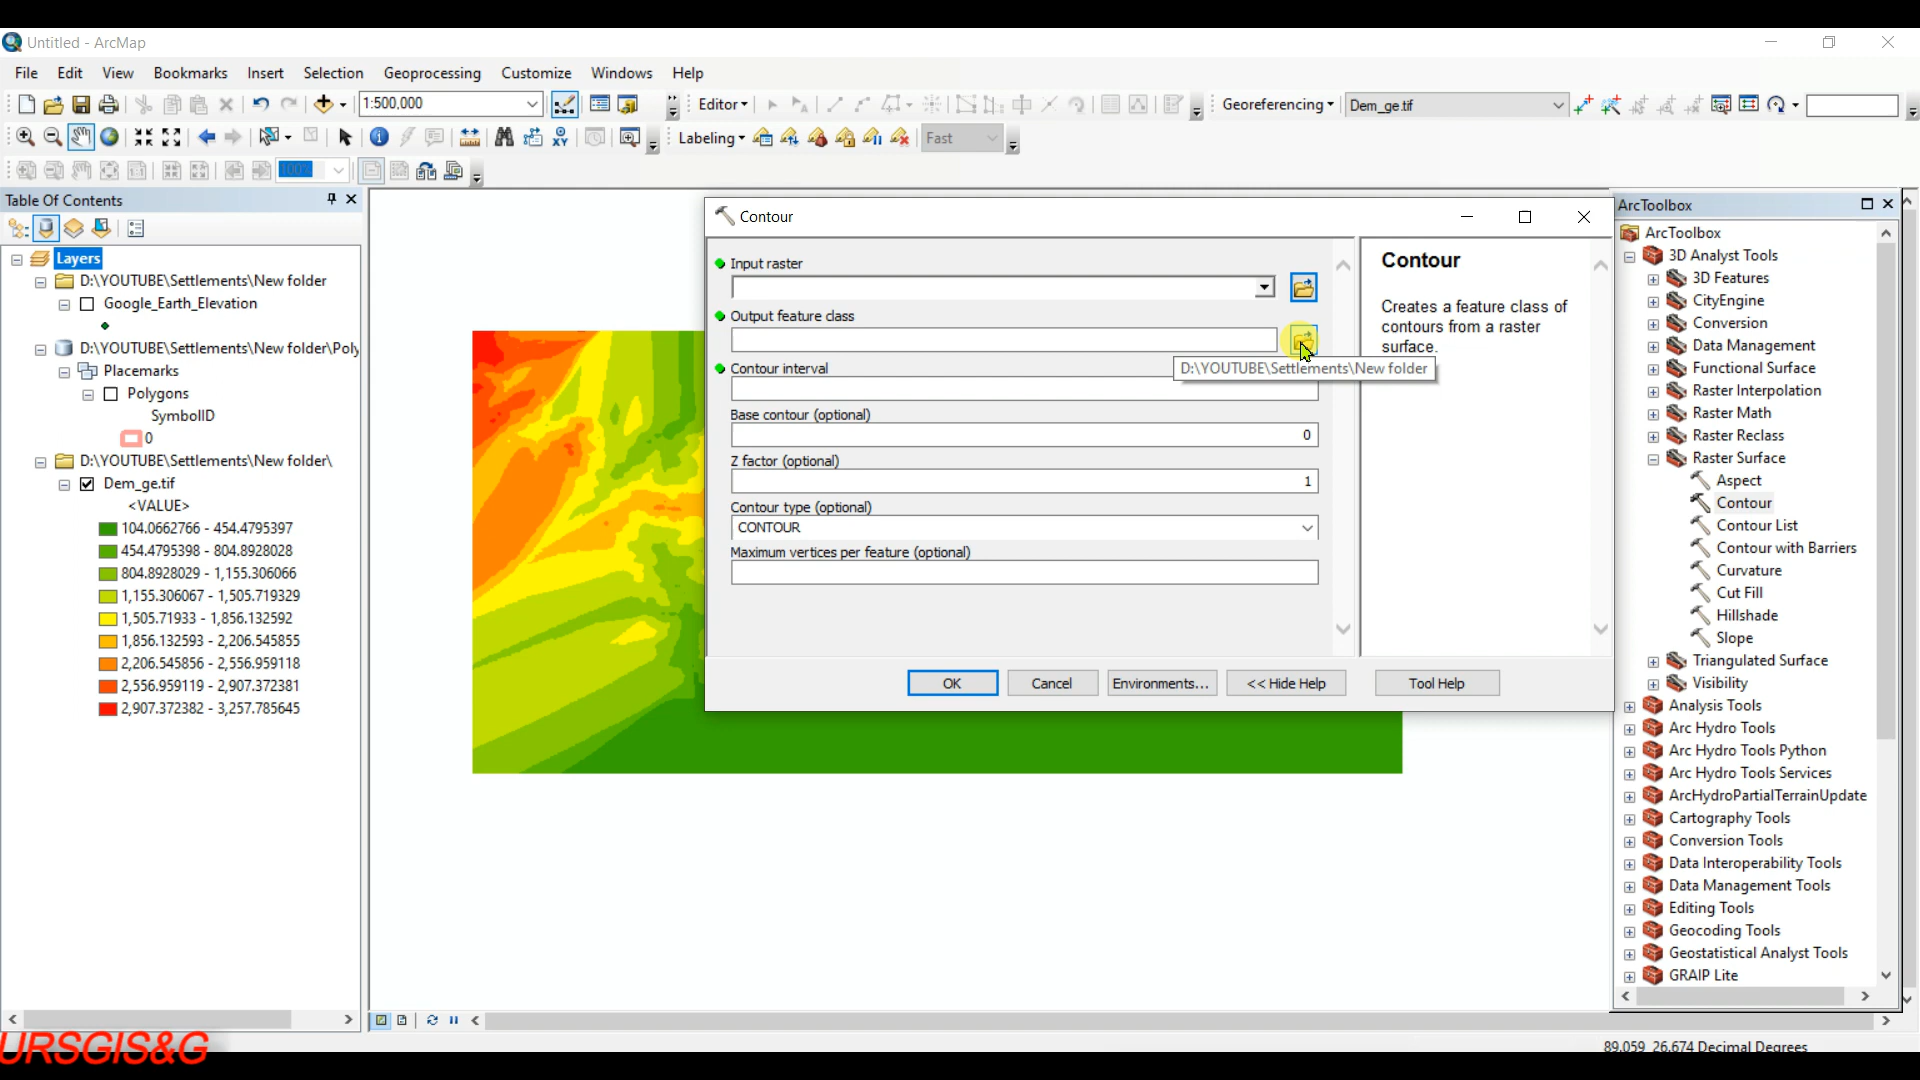 Untitled - ArcMap
File Edit View Bookmarks Insert Selection Geoprocessing Customize Windows Help
1:500,000 Editor Georeferencing Dem_ge.tif
Labeling Fast
100%
Table Of Contents
Layers
D:\YOUTUBE\Settlements\New folder
Google_Earth_Elevation
D:\YOUTUBE\Settlements\New folder\Poly
Placemarks
Polygons
SymbolID
0
D:\YOUTUBE\Settlements\New folder\
Dem_ge.tif
<VALUE>
104.0662766 - 454.4795397
454.4795398 - 804.8928028
804.8928029 - 1,155.306066
1,155.306067 - 1,505.719329
1,505.71933 - 1,856.132592
1,856.132593 - 2,206.545855
2,206.545856 - 2,556.959118
2,556.959119 - 2,907.372381
2,907.372382 - 3,257.785645
Contour
Input raster
Output feature class
D:\YOUTUBE\Settlements\New folder
Contour interval
Base contour (optional)
0
Z factor (optional)
1
Contour type (optional)
CONTOUR
Maximum vertices per feature (optional)
OK Cancel Environments... << Hide Help Tool Help
Contour
Creates a feature class of
contours from a raster
surface.
ArcToolbox
ArcToolbox
3D Analyst Tools
3D Features
CityEngine
Conversion
Data Management
Functional Surface
Raster Interpolation
Raster Math
Raster Reclass
Raster Surface
Aspect
Contour
Contour List
Contour with Barriers
Curvature
Cut Fill
Hillshade
Slope
Triangulated Surface
Visibility
Analysis Tools
Arc Hydro Tools
Arc Hydro Tools Python
Arc Hydro Tools Services
ArcHydroPartialTerrainUpdate
Cartography Tools
Conversion Tools
Data Interoperability Tools
Data Management Tools
Editing Tools
Geocoding Tools
Geostatistical Analyst Tools
GRAIP Lite
URSGIS&G
89.059 26.674 Decimal Degrees